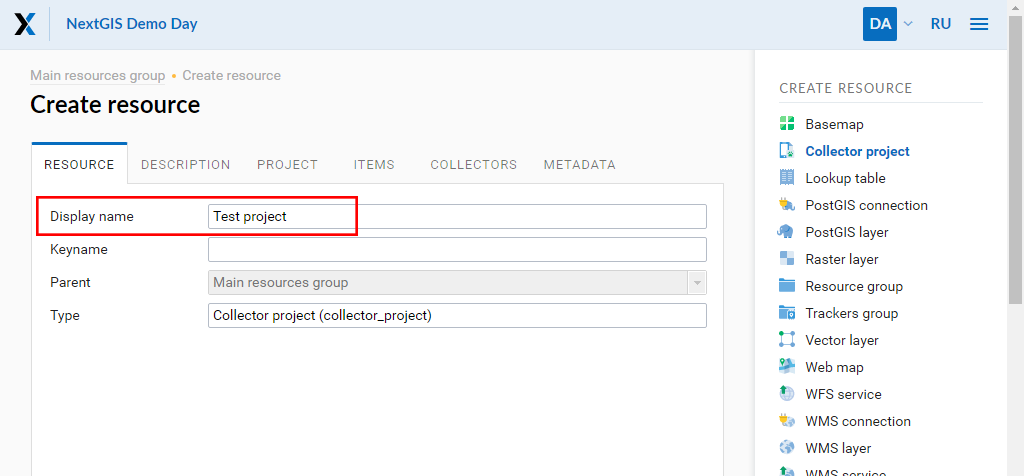 NextGIS Demo Day
DA
RU
Main resources group • Create resource
Create resource
RESOURCE DESCRIPTION PROJECT ITEMS COLLECTORS METADATA
Display name Test project
Keyname
Parent Main resources group
Type Collector project (collector_project)
CREATE RESOURCE
Basemap
Collector project
Lookup table
PostGIS connection
PostGIS layer
Raster layer
Resource group
Trackers group
Vector layer
Web map
WFS service
WMS connection
WMS layer
WMS service